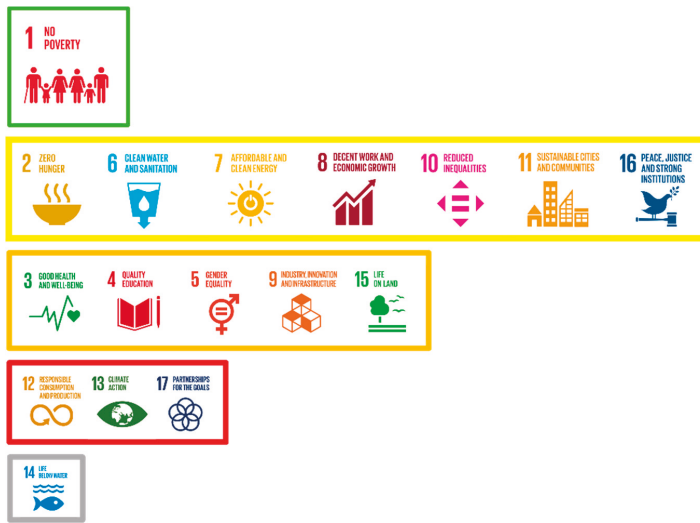 1 NO
POVERTY
2 ZERO
HUNGER
6 CLEAN WATER
AND SANITATION
7 AFFORDABLE AND
CLEAN ENERGY
8 DECENT WORK AND
ECONOMIC GROWTH
10 REDUCED
INEQUALITIES
11 SUSTAINABLE CITIES
AND COMMUNITIES
16 PEACE, JUSTICE
AND STRONG
INSTITUTIONS
3 GOOD HEALTH
AND WELL-BEING
4 QUALITY
EDUCATION
5 GENDER
EQUALITY
9 INDUSTRY, INNOVATION
AND INFRASTRUCTURE
15 LIFE
ON LAND
12 RESPONSIBLE
CONSUMPTION
AND PRODUCTION
13 CLIMATE
ACTION
17 PARTNERSHIPS
FOR THE GOALS
14 LIFE
BELOW WATER